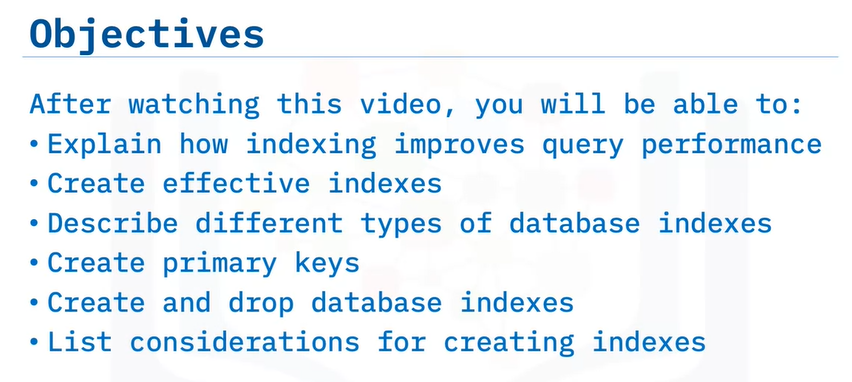 Objectives
After watching this video, you will be able to:
• Explain how indexing improves query performance
• Create effective indexes
• Describe different types of database indexes
• Create primary keys
• Create and drop database indexes
• List considerations for creating indexes